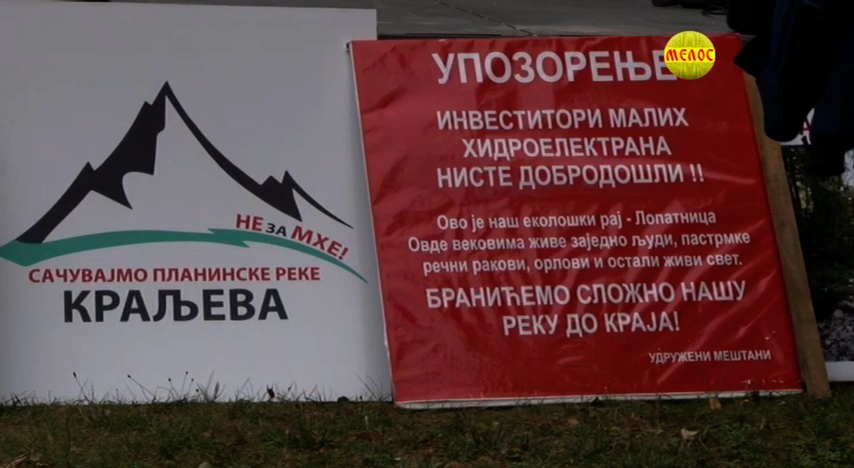 НЕ ЗА МХЕ!
САЧУВАЈМО ПЛАНИНСКЕ РЕКЕ
КРАЉЕВА
УПОЗОРЕЊЕ
ИНВЕСТИТОРИ МАЛИХ
ХИДРОЕЛЕКТРАНА
НИСТЕ ДОБРОДОШЛИ !!
Ово је наш еколошки рај - Лопатница
Овде вековима живе заједно људи, пастрмке
речни ракови, орлови и остали живи свет.
БРАНИЋЕМО СЛОЖНО НАШУ
РЕКУ ДО КРАЈА!
УДРУЖЕНИ МЕШТАНИ
МЕЛОС